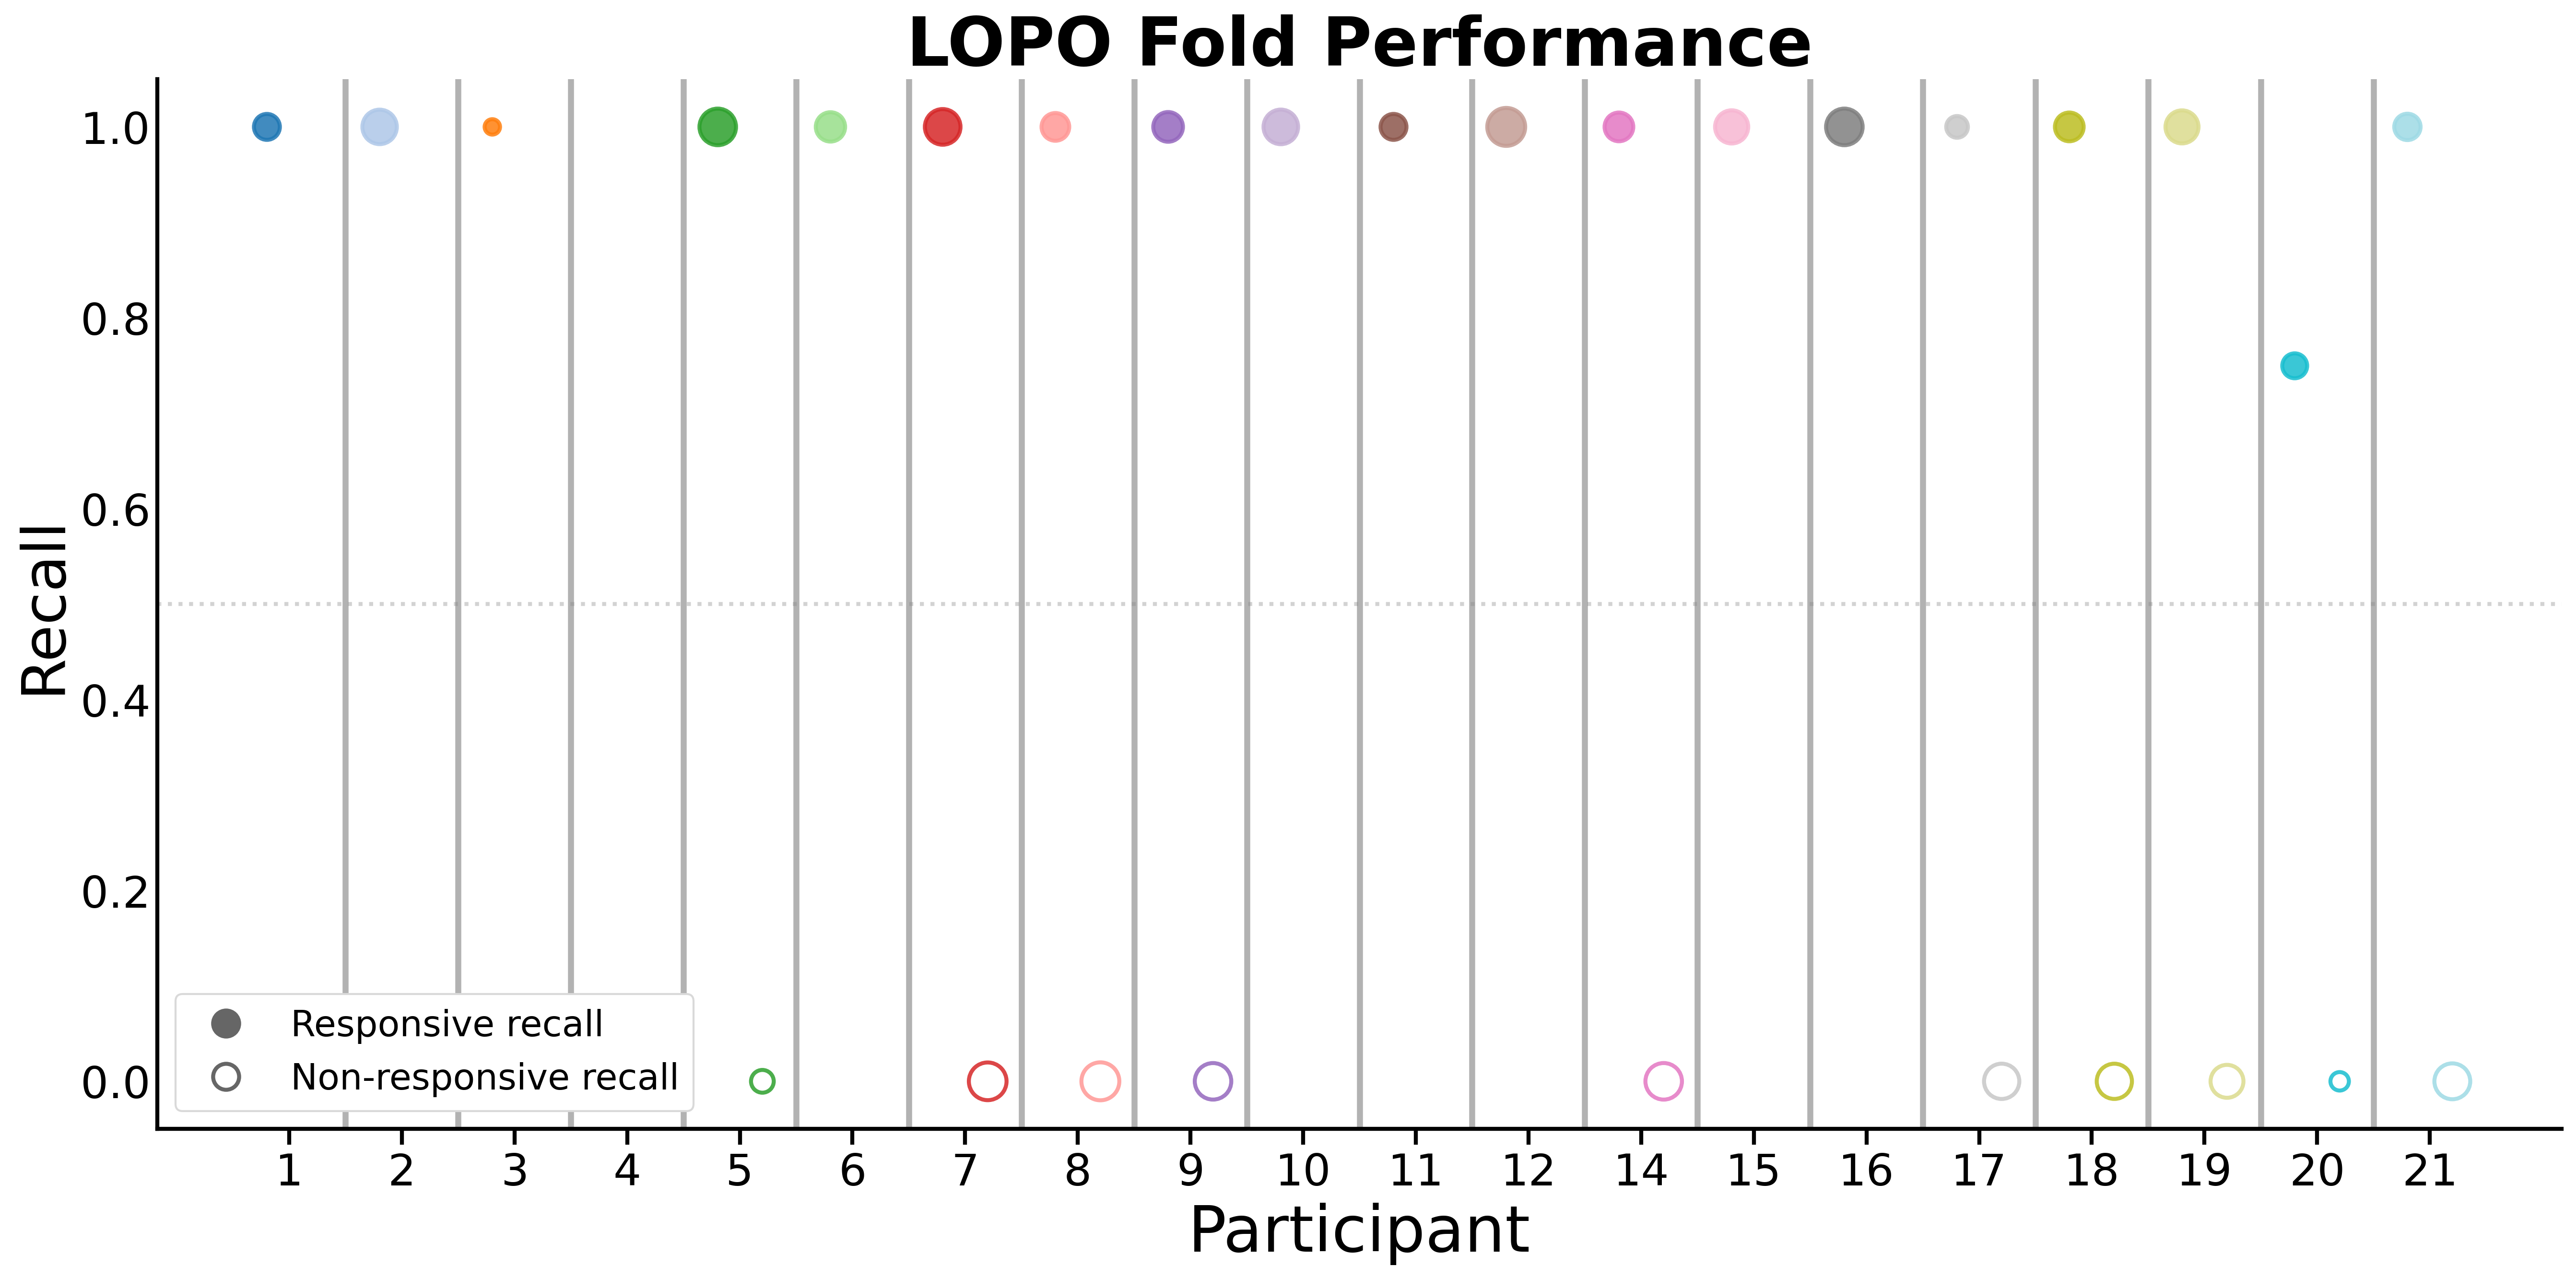 LOPO Fold Performance
Recall
1.0
0.8
0.6
0.4
0.2
0.0
Responsive recall
Non-responsive recall
1 2 3 4 5 6 7 8 9 10 11 12 14 15 16 17 18 19 20 21
Participant